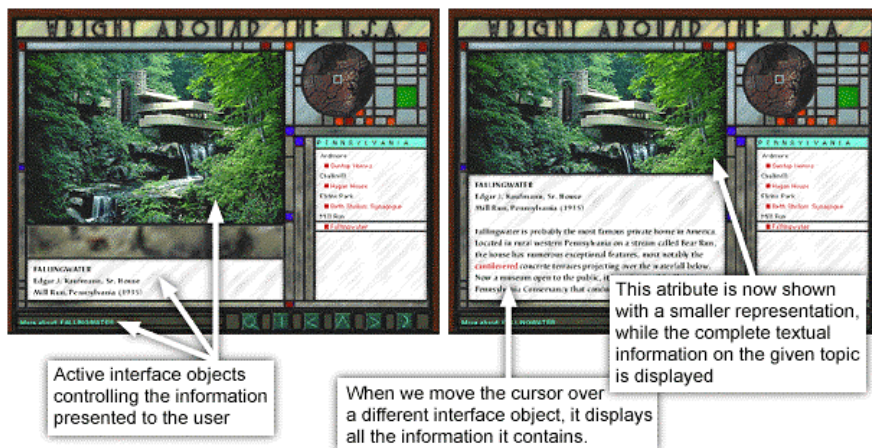 WRIGHT AROUND THE U.S.A.
PENNSYLVANIA
Ardmore
Suntop Homes
Chalkhill
Hagan House
Elkins Park
Beth Sholom Synagogue
Mill Run
Fallingwater
FALLINGWATER
Edgar J. Kaufmann, Sr. House
Mill Run, Pennsylvania (1935)
More about FALLINGWATER
WRIGHT AROUND THE U.S.A.
PENNSYLVANIA
Ardmore
Suntop Homes
Chalkhill
Hagan House
Elkins Park
Beth Sholom Synagogue
Mill Run
Fallingwater
FALLINGWATER
Edgar J. Kaufmann, Sr. House
Mill Run, Pennsylvania (1935)
Fallingwater is probably the most famous private home in America.
Located in rural western Pennsylvania on a stream called Bear Run,
the house has numerous exceptional features, most notably the
cantilevered concrete terraces projecting over the waterfall below.
Now a museum open to the public, it
Pennsylvania Conservancy that
More about FALLINGWATER
Active interface objects
controlling the information
presented to the user
When we move the cursor over
a different interface object, it displays
all the information it contains.
This atribute is now shown
with a smaller representation,
while the complete textual
information on the given topic
is displayed